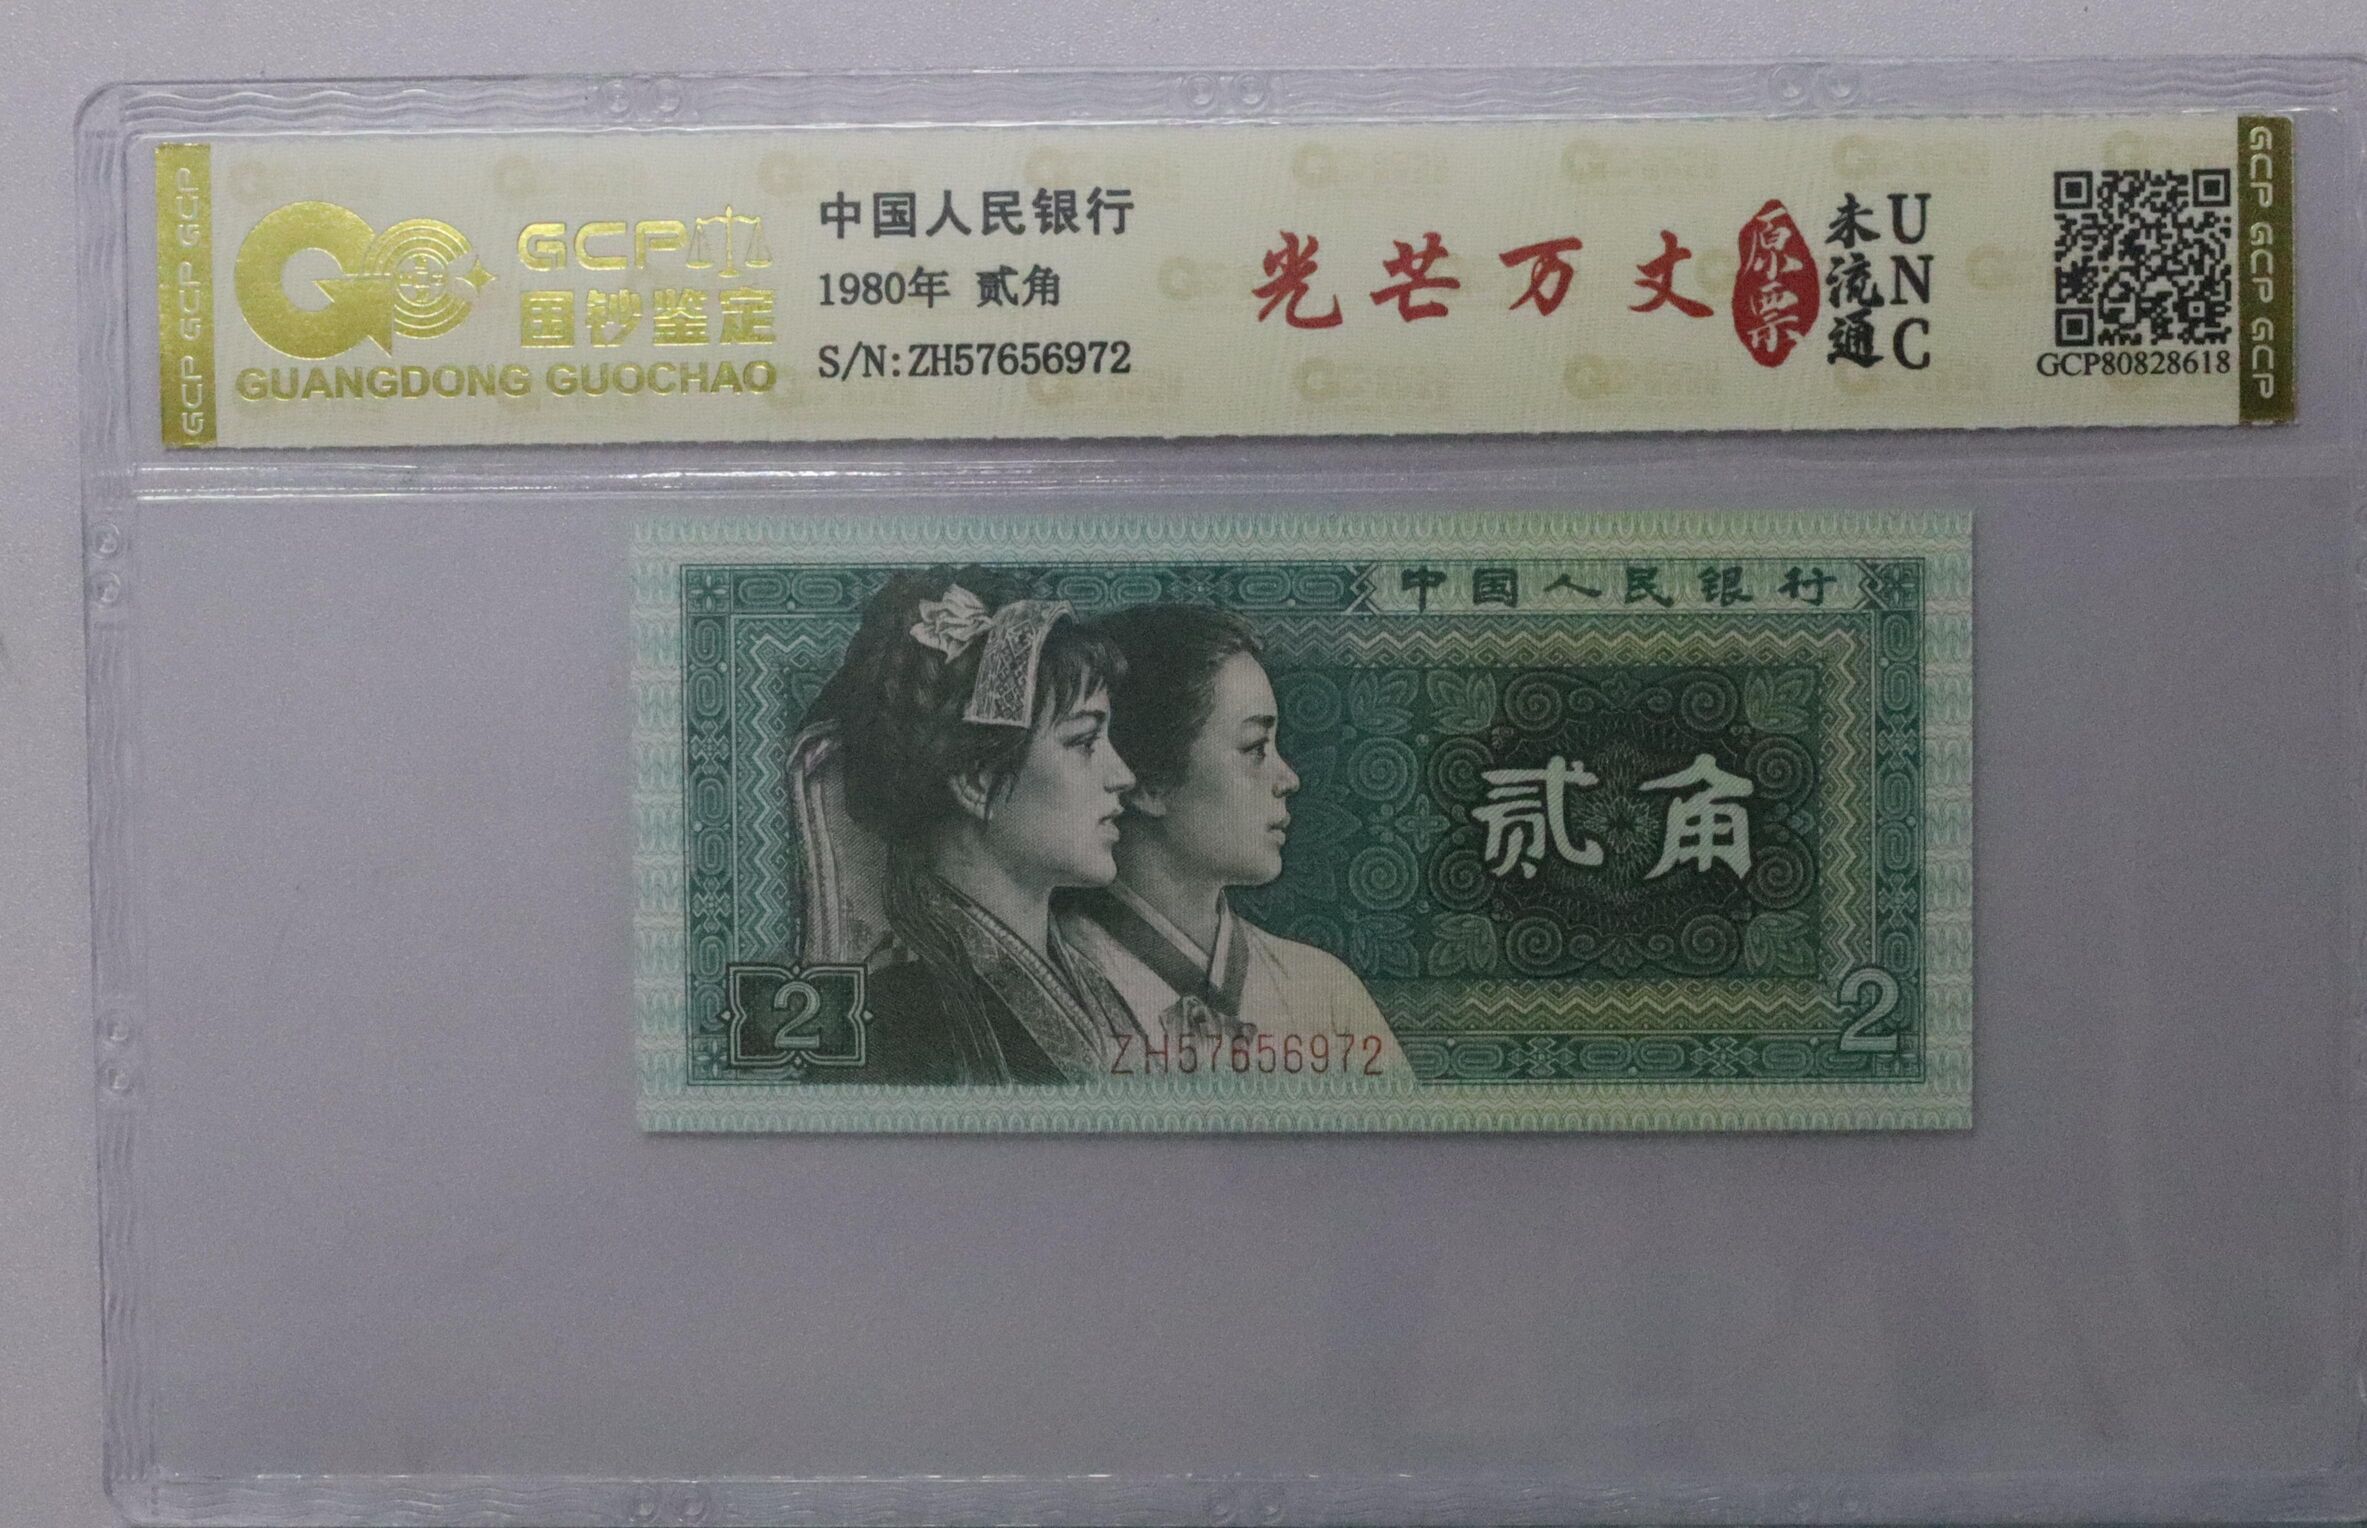 GCP GCP GCP
GCP
国钞鉴定
GUANGDONG GUOCHAO
中国人民银行
1980年 贰角
S/N:ZH57656972
光芒万丈
原票
未流通
UNC
GCP80828618
GCP GCP GCP
中国人民银行
贰角
2
2
ZH57656972